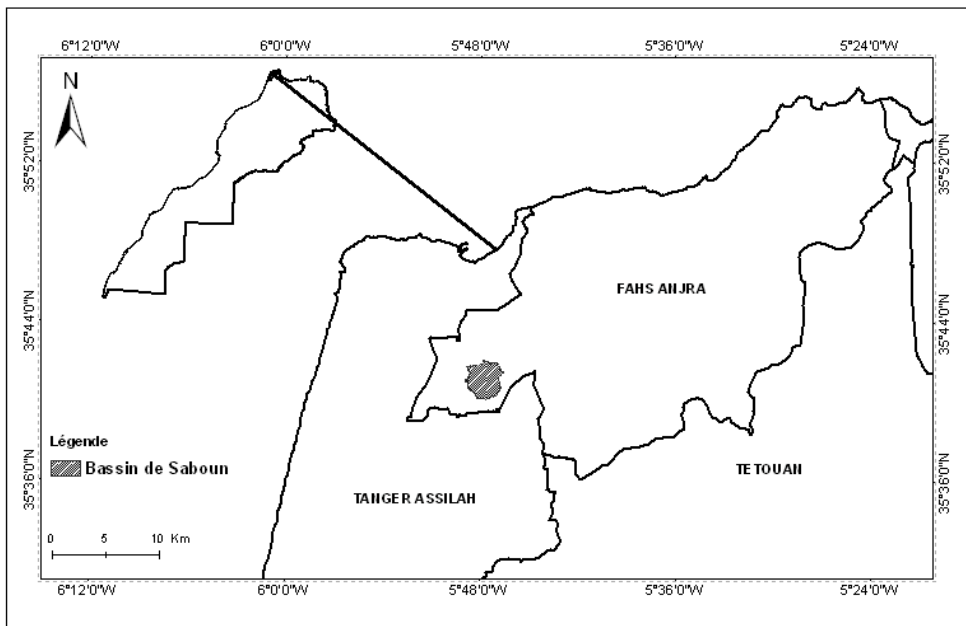 6°12'0"W 6°0'0"W 5°48'0"W 5°36'0"W 5°24'0"W
N
35°52'0"N 35°52'0"N
FAHS ANJRA
35°44'0"N 35°44'0"N
Légende
Bassin de Saboun
TETOUAN
35°36'0"N 35°36'0"N
TANGER ASSILAH
0 5 10 Km
6°12'0"W 6°0'0"W 5°48'0"W 5°36'0"W 5°24'0"W